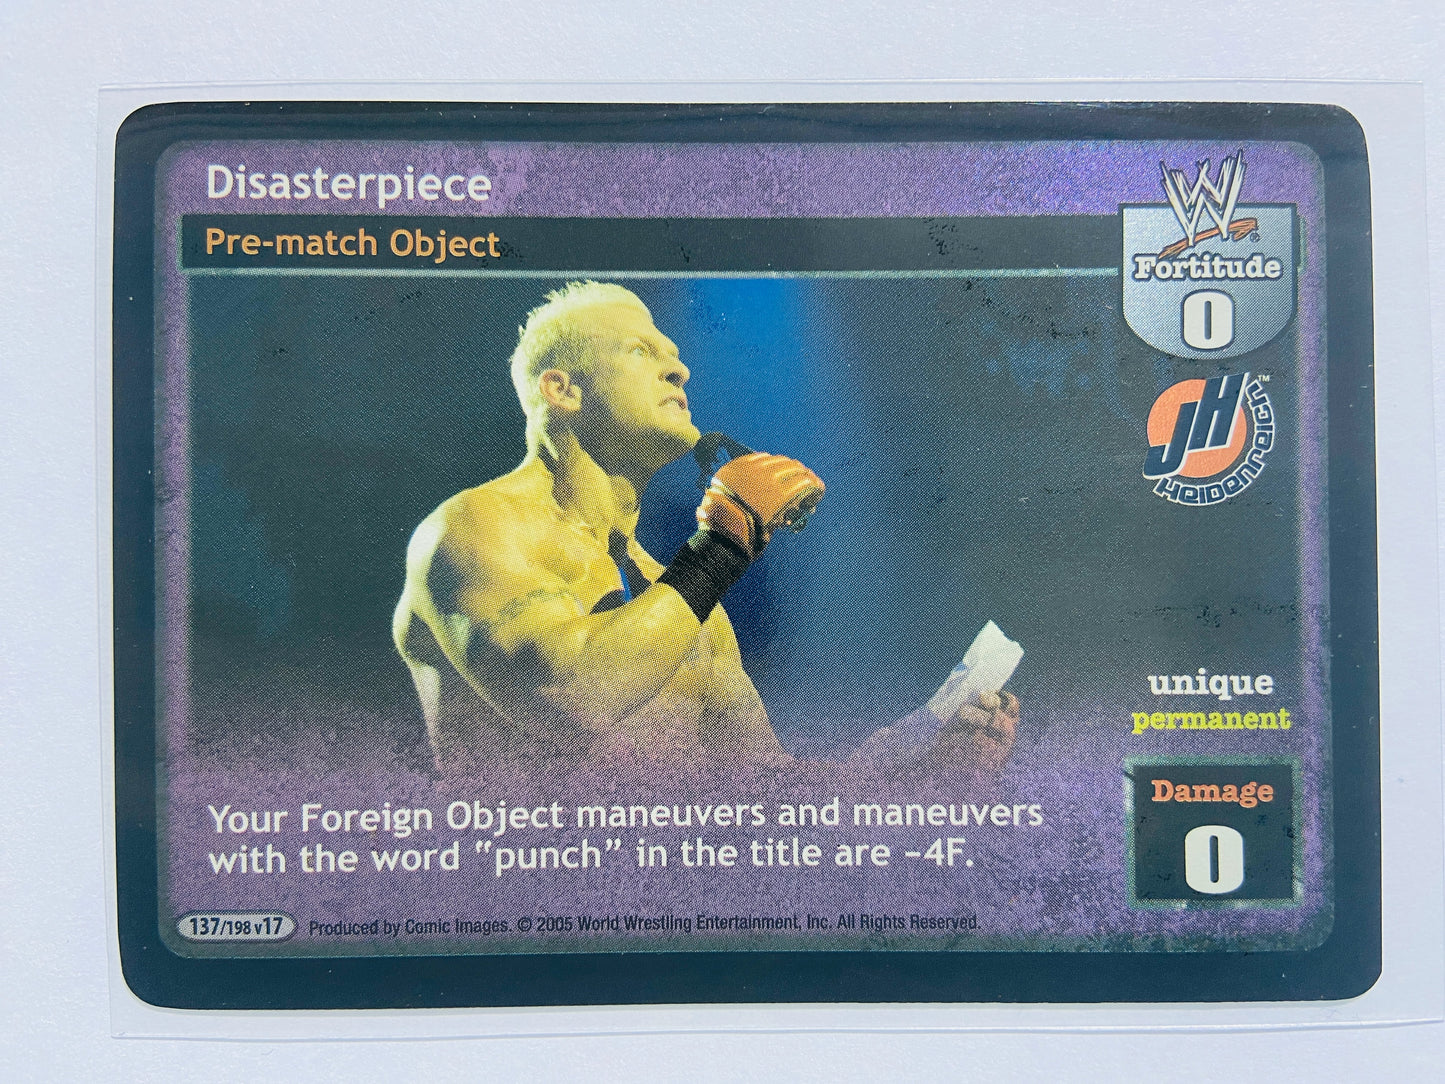 Disasterpiece
Pre-match Object
W
Fortitude
0
JH™
HEIDENREICH
unique
permanent
Damage
0
Your Foreign Object maneuvers and maneuvers
with the word “punch” in the title are –4F.
137/198 v17 Produced by Comic Images. © 2005 World Wrestling Entertainment, Inc. All Rights Reserved.